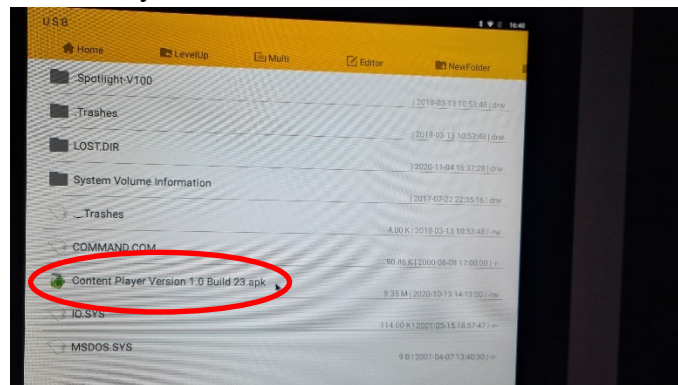 USB
16:40
Home LevelUp Multi Editor NewFolder
.Spotlight-V100
| 2018-03-13 10:53:48 | drw
.Trashes
| 2018-03-13 10:53:48 | drw
LOST.DIR
| 2020-11-04 16:37:28 | drw
System Volume Information
| 2017-07-22 22:35:16 | drw
._.Trashes
4.00 K | 2018-03-13 10:53:48 | -rw
COMMAND.COM
90.86 K | 2000-06-08 17:00:00 | -r-
Content Player Version 1.0 Build 23.apk
9.35 M | 2020-10-13 14:13:00 | -rw
IO.SYS
114.00 K | 2001-05-15 18:57:42 | -r-
MSDOS.SYS
9 B | 2001-04-07 13:40:30 | -r-